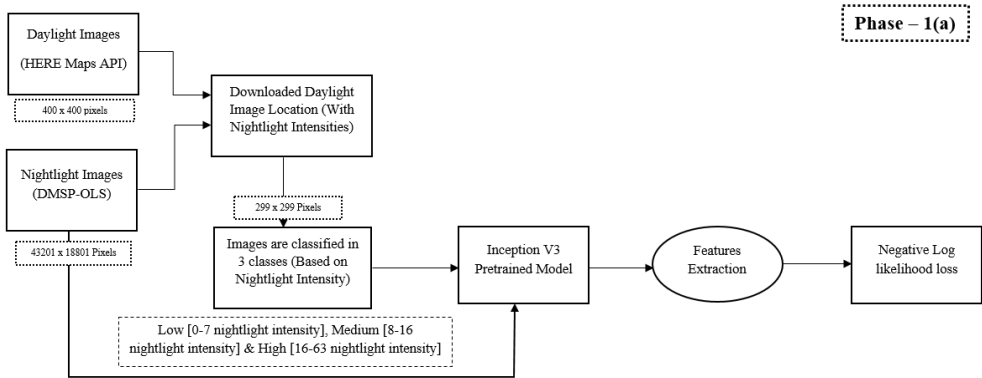 Phase – 1(a)
Daylight Images
(HERE Maps API)
400 x 400 pixels
Downloaded Daylight
Image Location (With
Nightlight Intensities)
Nightlight Images
(DMSP-OLS)
43201 x 18801 Pixels
299 x 299 Pixels
Images are classified in
3 classes (Based on
Nightlight Intensity)
Inception V3
Pretrained Model
Features
Extraction
Negative Log
likelihood loss
Low [0-7 nightlight intensity], Medium [8-16
nightlight intensity] & High [16-63 nightlight intensity]